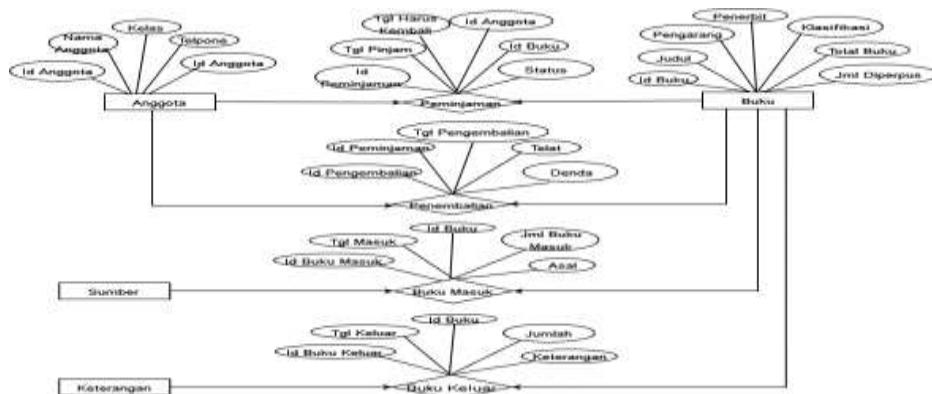 Kelas
Nama
Anggota
Telpone
Id Anggota
Id Anggota
Anggota
Tgl Harus
Kembali
Id Anggota
Tgl Pinjam
Id Buku
Id
Peminjaman
Status
Peminjaman
Penerbit
Pengarang
Klasifikasi
Judul
Total Buku
Id Buku
Jml Diperpus
Buku
Tgl Pengembalian
Id Peminjaman
Telat
Id Pengembalian
Denda
Penembalian
Id Buku
Tgl Masuk
Jml Buku
Masuk
Id Buku Masuk
Asal
Sumber
Buku Masuk
Id Buku
Tgl Keluar
Jumlah
Id Buku Keluar
Keterangan
Keterangan
Buku Keluar